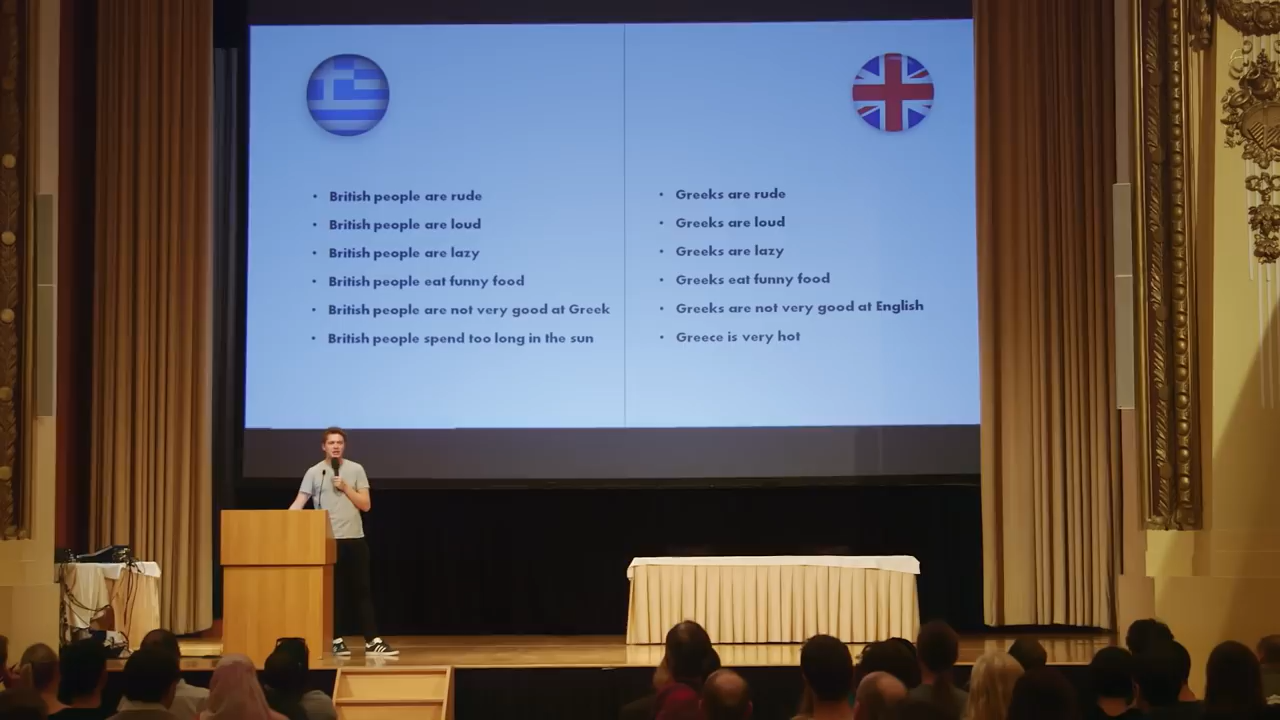 • British people are rude
• British people are loud
• British people are lazy
• British people eat funny food
• British people are not very good at Greek
• British people spend too long in the sun
• Greeks are rude
• Greeks are loud
• Greeks are lazy
• Greeks eat funny food
• Greeks are not very good at English
• Greece is very hot